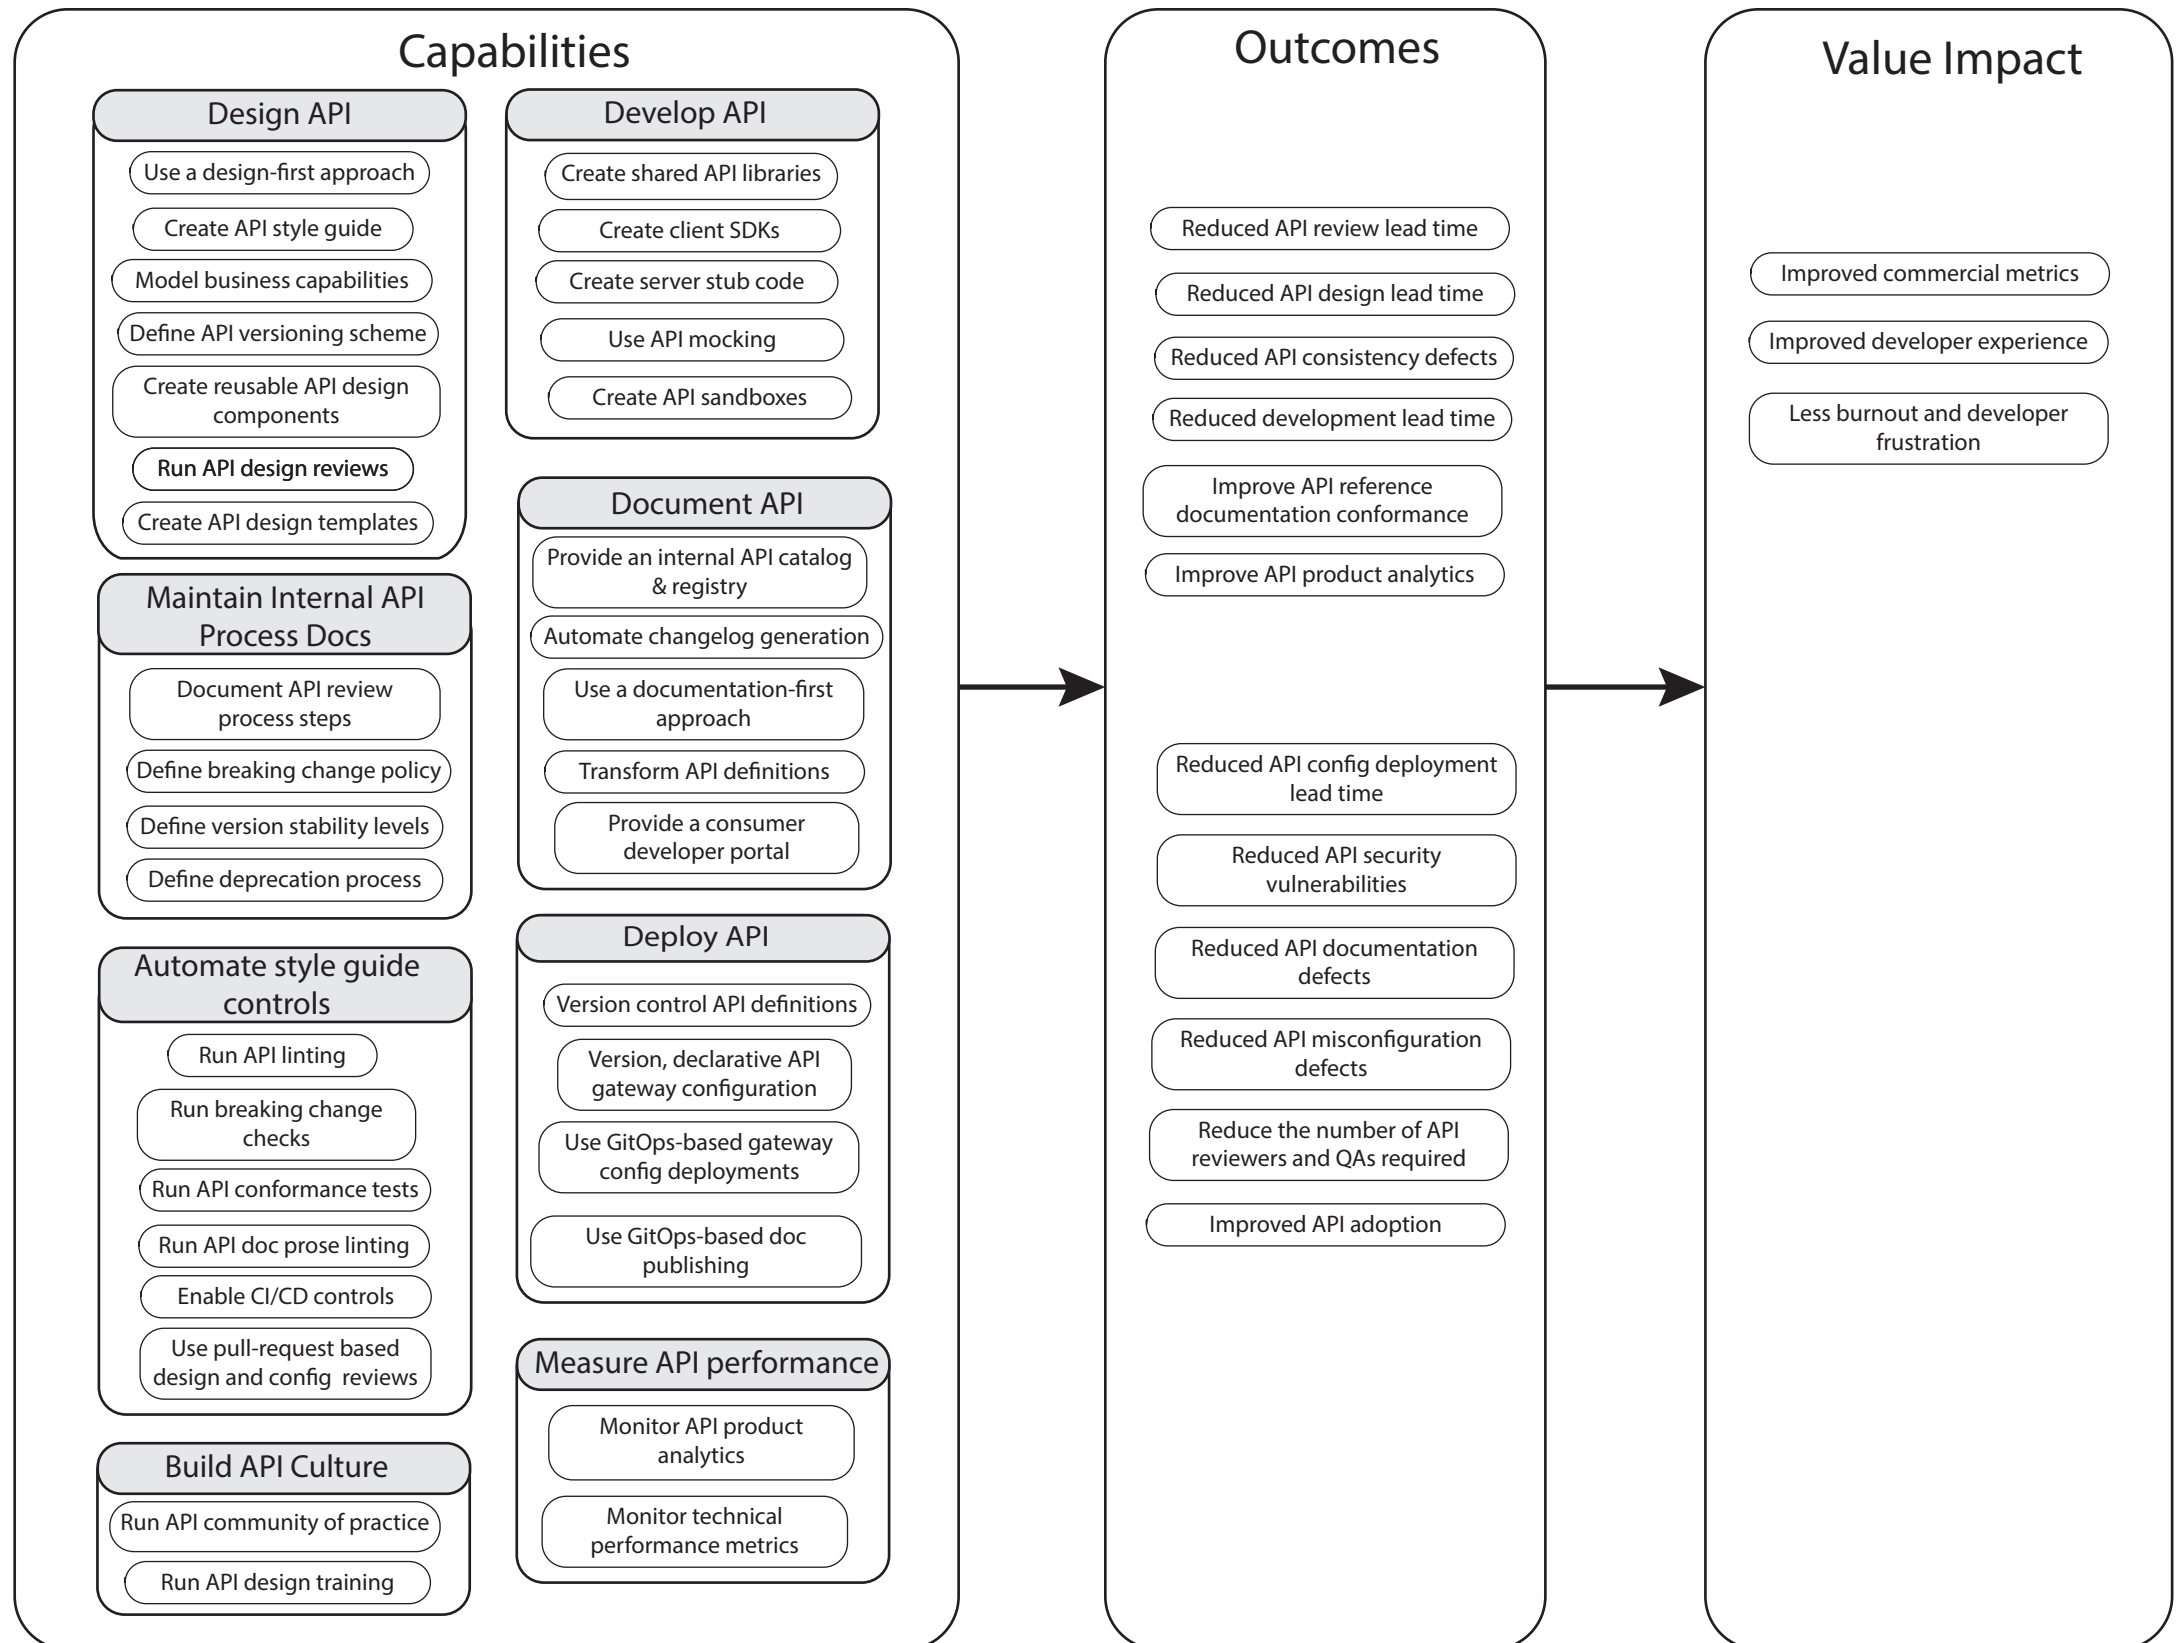 Capabilities
Design API
Use a design-first approach
Create API style guide
Model business capabilities
Define API versioning scheme
Create reusable API design
components
Run API design reviews
Create API design templates
Maintain Internal API
Process Docs
Document API review
process steps
Define breaking change policy
Define version stability levels
Define deprecation process
Automate style guide
controls
Run API linting
Run breaking change
checks
Run API conformance tests
Run API doc prose linting
Enable CI/CD controls
Use pull-request based
design and config reviews
Build API Culture
Run API community of practice
Run API design training
Develop API
Create shared API libraries
Create client SDKs
Create server stub code
Use API mocking
Create API sandboxes
Document API
Provide an internal API catalog
& registry
Automate changelog generation
Use a documentation-first
approach
Transform API definitions
Provide a consumer
developer portal
Deploy API
Version control API definitions
Version, declarative API
gateway configuration
Use GitOps-based gateway
config deployments
Use GitOps-based doc
publishing
Measure API performance
Monitor API product
analytics
Monitor technical
performance metrics
Outcomes
Reduced API review lead time
Reduced API design lead time
Reduced API consistency defects
Reduced development lead time
Improve API reference
documentation conformance
Improve API product analytics
Reduced API config deployment
lead time
Reduced API security
vulnerabilities
Reduced API documentation
defects
Reduced API misconfiguration
defects
Reduce the number of API
reviewers and QAs required
Improved API adoption
Value Impact
Improved commercial metrics
Improved developer experience
Less burnout and developer
frustration